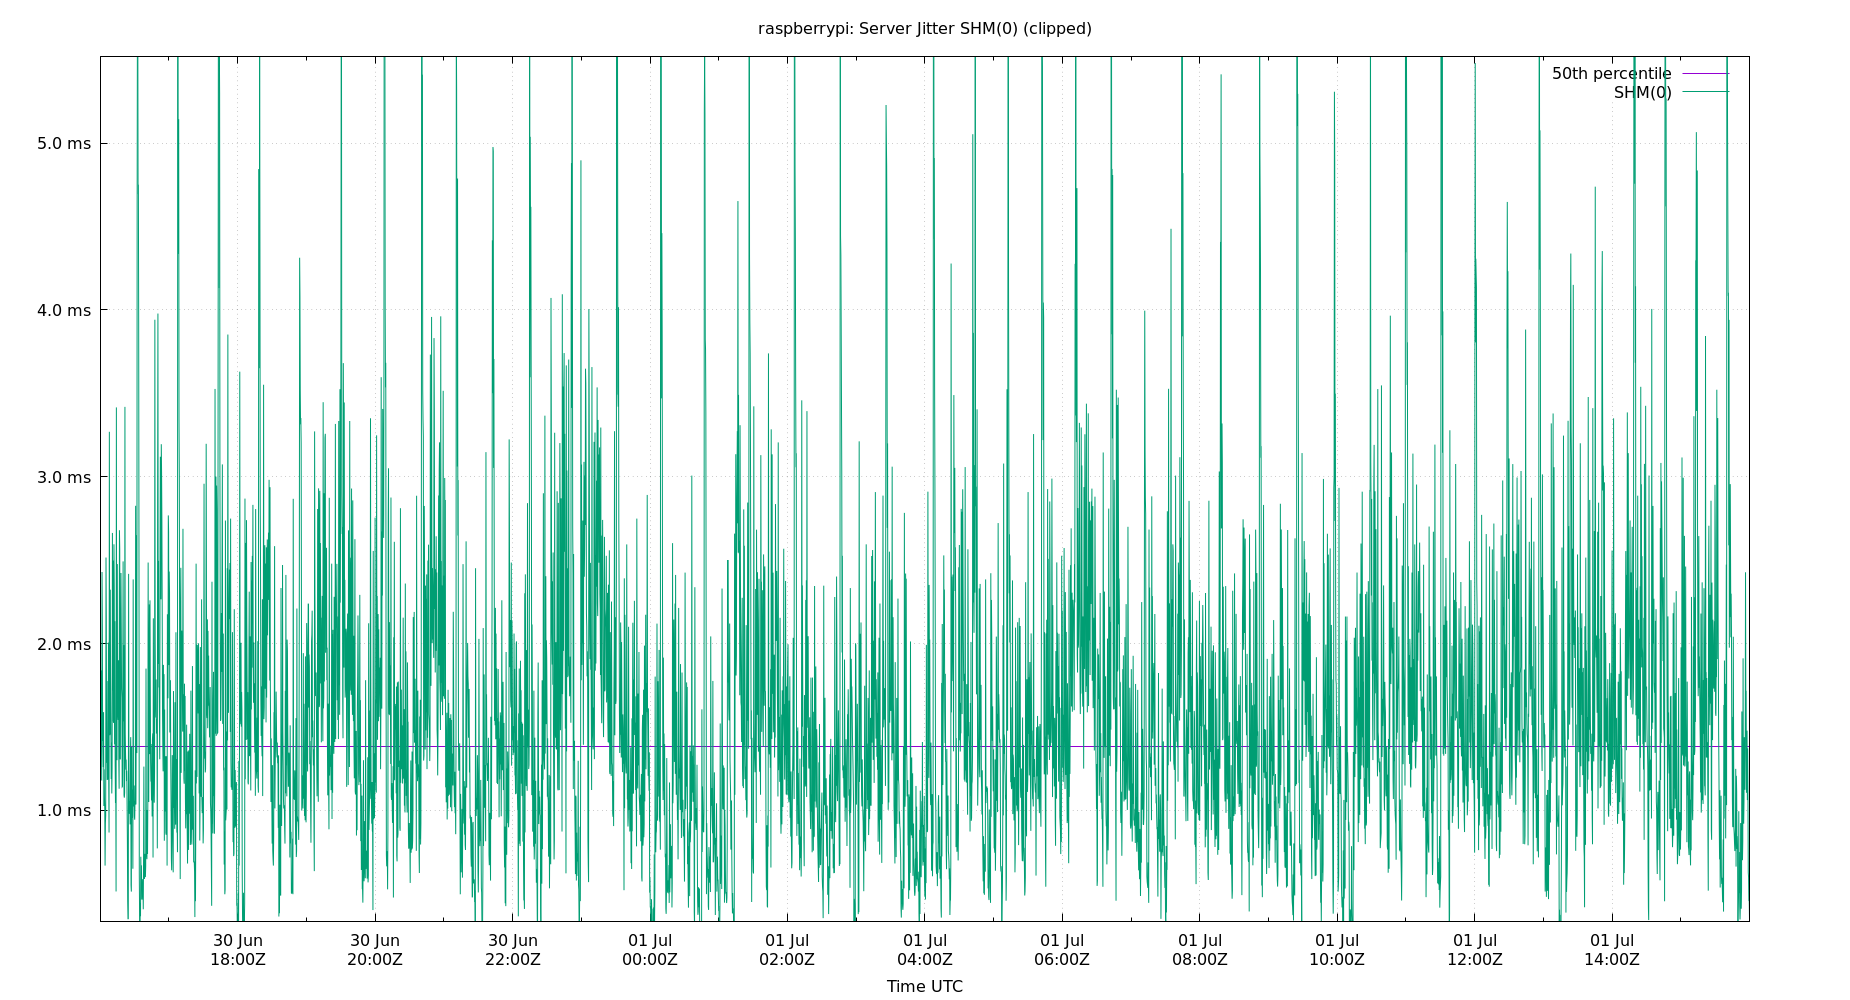 raspberrypi: Server Jitter SHM(0) (clipped)
50th percentile
SHM(0)
5.0 ms
4.0 ms
3.0 ms
2.0 ms
1.0 ms
30 Jun 30 Jun 30 Jun 01 Jul 01 Jul 01 Jul 01 Jul 01 Jul 01 Jul 01 Jul 01 Jul
18:00Z 20:00Z 22:00Z 00:00Z 02:00Z 04:00Z 06:00Z 08:00Z 10:00Z 12:00Z 14:00Z
Time UTC